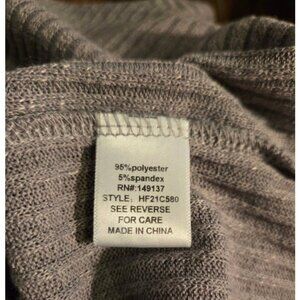 95%polyester
5%spandex
RN#:149137
STYLE: HF21C580
SEE REVERSE
FOR CARE
MADE IN CHINA